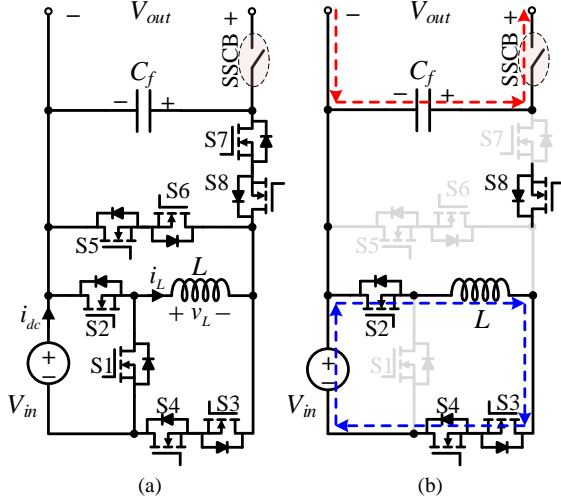 − V_out +
SSCB
C_f
− +
S7
S8
S6
S5
i_L L
+ v_L −
i_dc
S2
S1
+
−
V_in
S4 S3
(a)
− V_out +
SSCB
C_f
− +
S7
S8
S6
S5
S2
L
S1
+
−
V_in
S4 S3
(b)